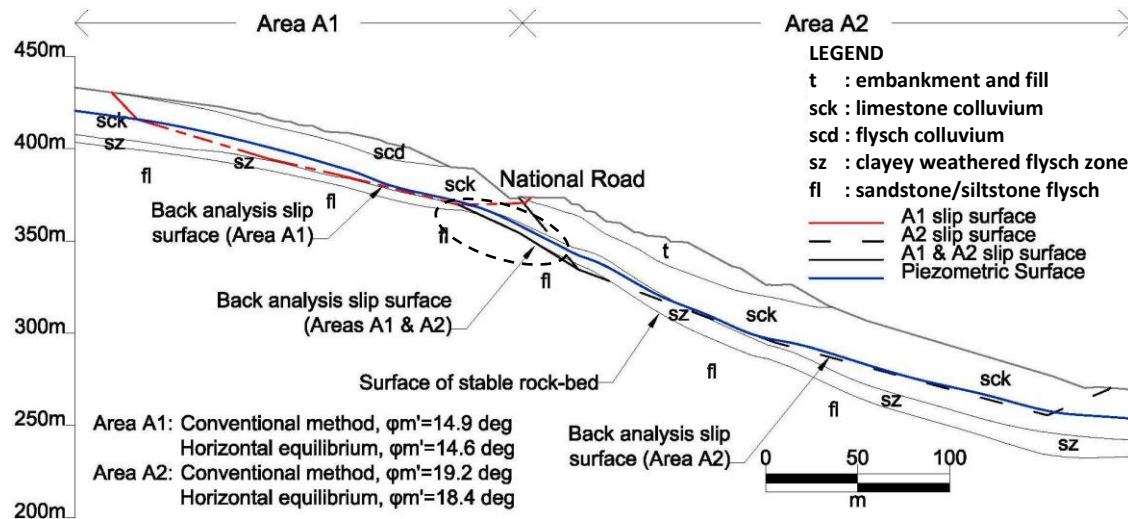 Area A1
Area A2
450m
400m
350m
300m
250m
200m
LEGEND
t : embankment and fill
sck : limestone colluvium
scd : flysch colluvium
sz : clayey weathered flysch zone
fl : sandstone/siltstone flysch
A1 slip surface
A2 slip surface
A1 & A2 slip surface
Piezometric Surface
sck
sz
fl
sz
scd
fl
sck
National Road
Back analysis slip
surface (Area A1)
fl
t
fl
Back analysis slip surface
(Areas A1 & A2)
sz
sck
Surface of stable rock-bed
fl
sck
sz
fl
sz
Back analysis slip
surface (Area A2)
Area A1: Conventional method, φm'=14.9 deg
Horizontal equilibrium, φm'=14.6 deg
Area A2: Conventional method, φm'=19.2 deg
Horizontal equilibrium, φm'=18.4 deg
0 50 100
m